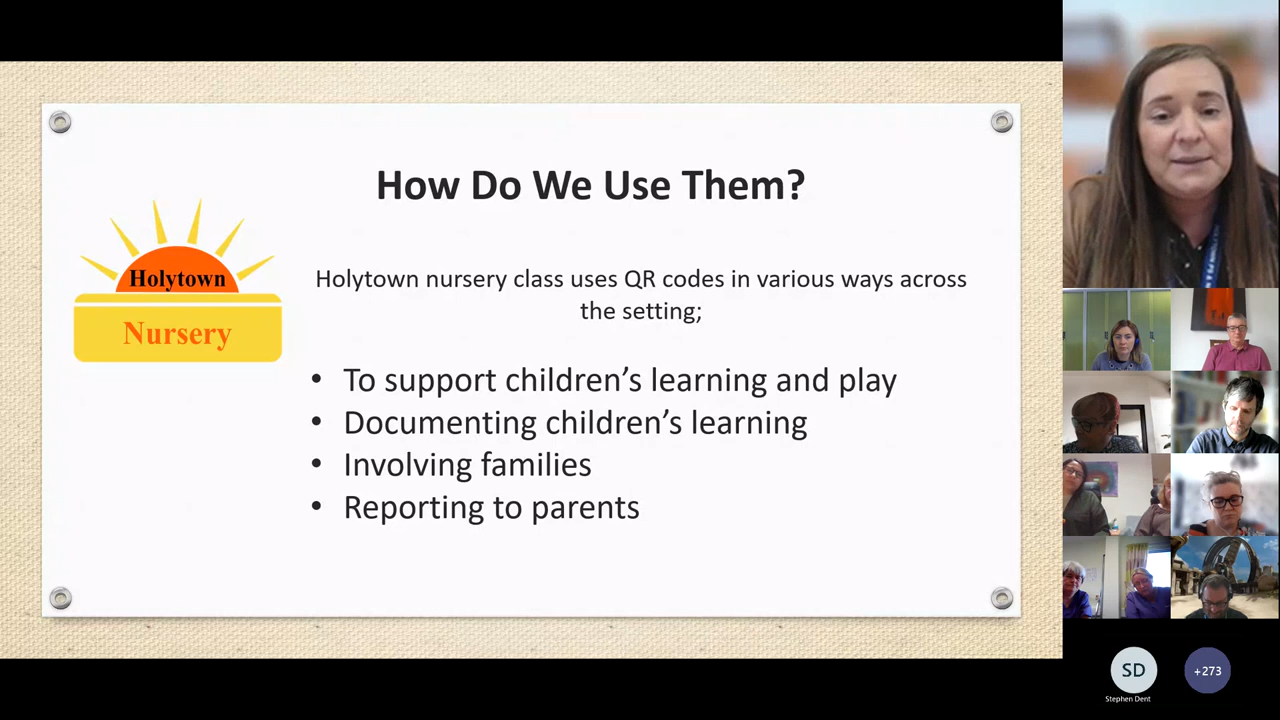 How Do We Use Them?
Holytown
Nursery
Holytown nursery class uses QR codes in various ways across
the setting;
• To support children's learning and play
• Documenting children's learning
• Involving families
• Reporting to parents
SD
+273
Stephen Dent